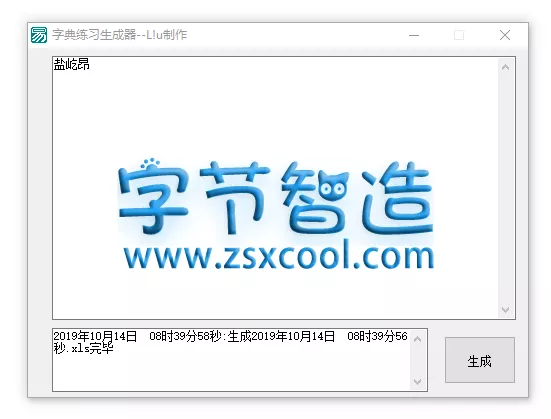 字典练习生成器--L!u制作
盐屹昂
字节智造
www.zsxcool.com
2019年10月14日 08时39分58秒:生成2019年10月14日 08时39分56
秒.xls完毕
生成